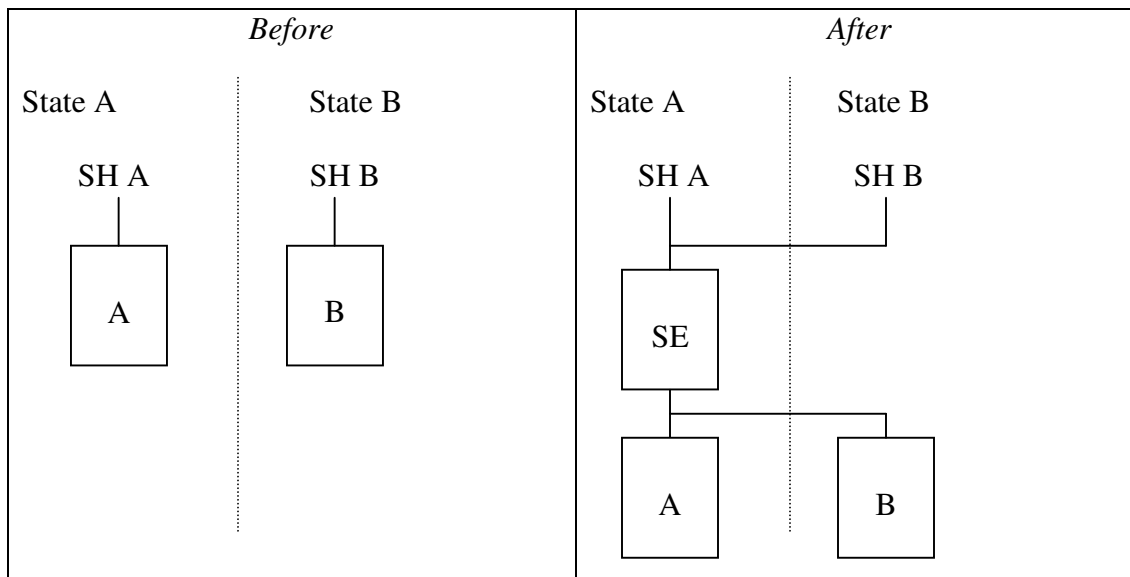 Before
State A State B
SH A SH B
A B
After
State A State B
SH A SH B
SE
A B